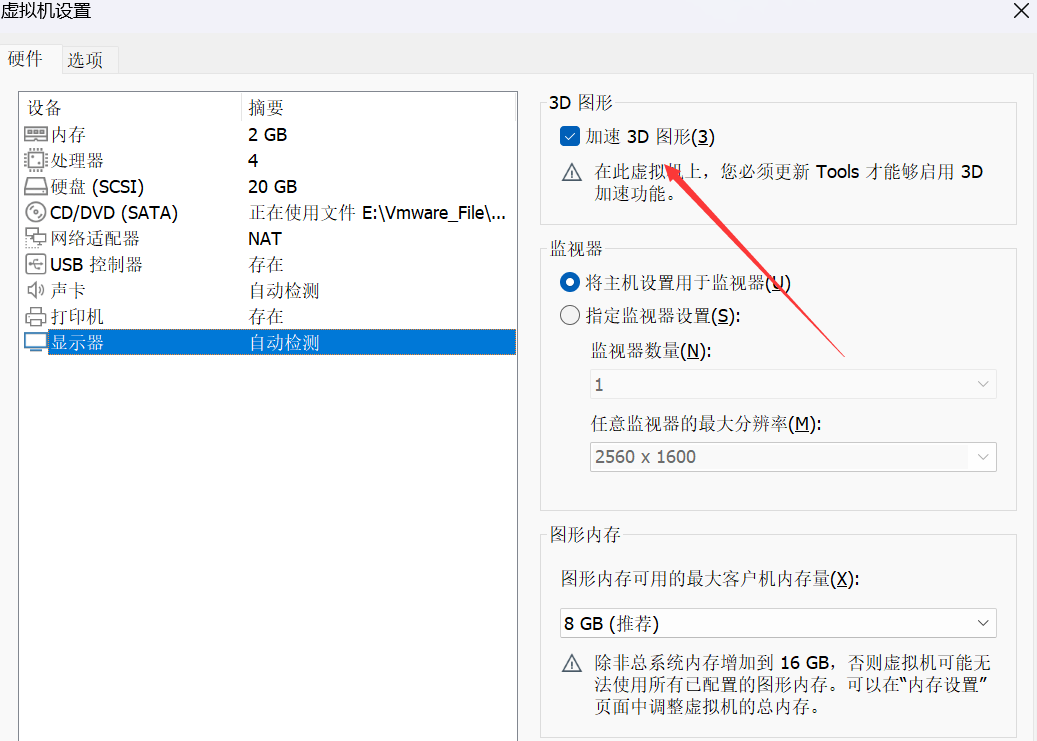 虚拟机设置
硬件 选项
设备 摘要
内存 2 GB
处理器 4
硬盘 (SCSI) 20 GB
CD/DVD (SATA) 正在使用文件 E:\Vmware_File\...
网络适配器 NAT
USB 控制器 存在
声卡 自动检测
打印机 存在
显示器 自动检测
3D 图形
加速 3D 图形(3)
在此虚拟机上，您必须更新 Tools 才能够启用 3D
加速功能。
监视器
将主机设置用于监视器(U)
指定监视器设置(S):
监视器数量(N):
1
任意监视器的最大分辨率(M):
2560 x 1600
图形内存
图形内存可用的最大客户机内存量(X):
8 GB (推荐)
除非总系统内存增加到 16 GB，否则虚拟机可能无
法使用所有已配置的图形内存。可以在“内存设置”
页面中调整虚拟机的总内存。